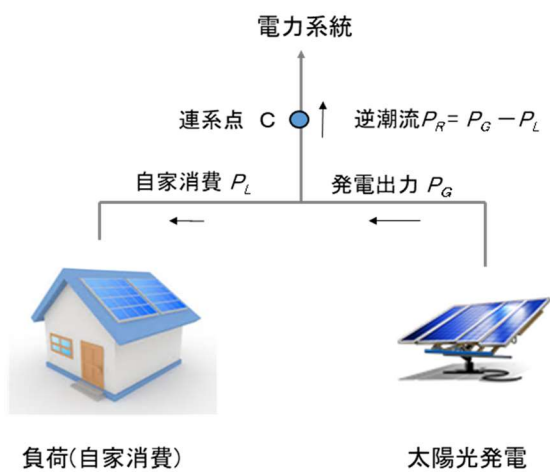 電力系統
連系点 C
逆潮流P_R= P_G －P_L
自家消費 P_L
発電出力 P_G
負荷(自家消費)
太陽光発電